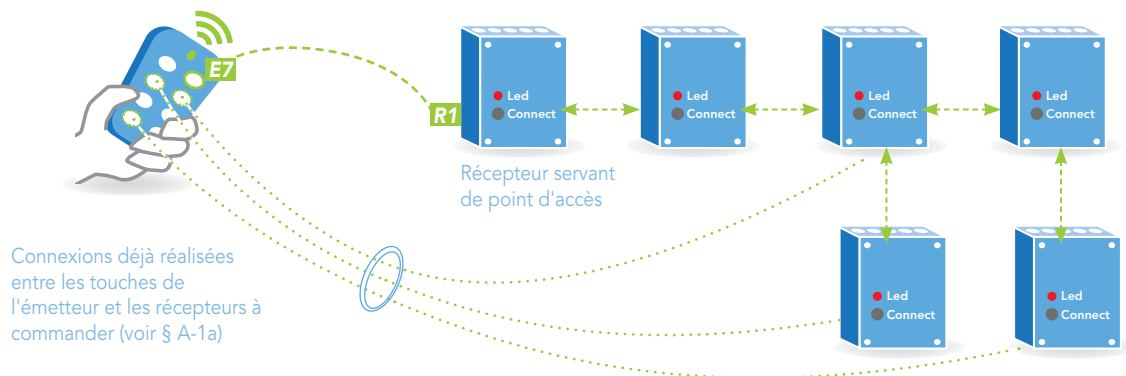 E7
R1
Led
Connect
Led
Connect
Led
Connect
Led
Connect
Récepteur servant
de point d'accès
Connexions déjà réalisées
entre les touches de
l'émetteur et les récepteurs à
commander (voir § A-1a)
Led
Connect
Led
Connect